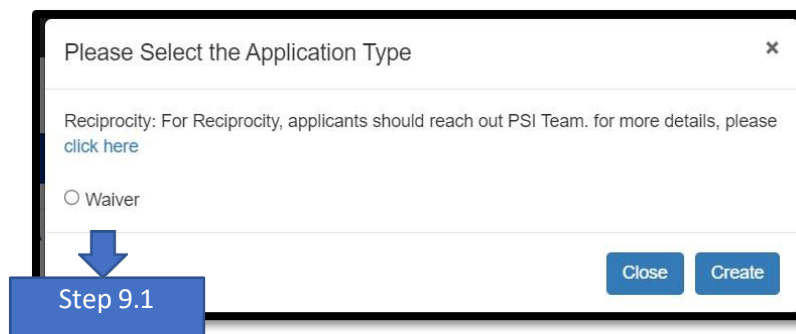 Please Select the Application Type
×
Reciprocity: For Reciprocity, applicants should reach out PSI Team. for more details, please
click here
Waiver
Close
Create
Step 9.1